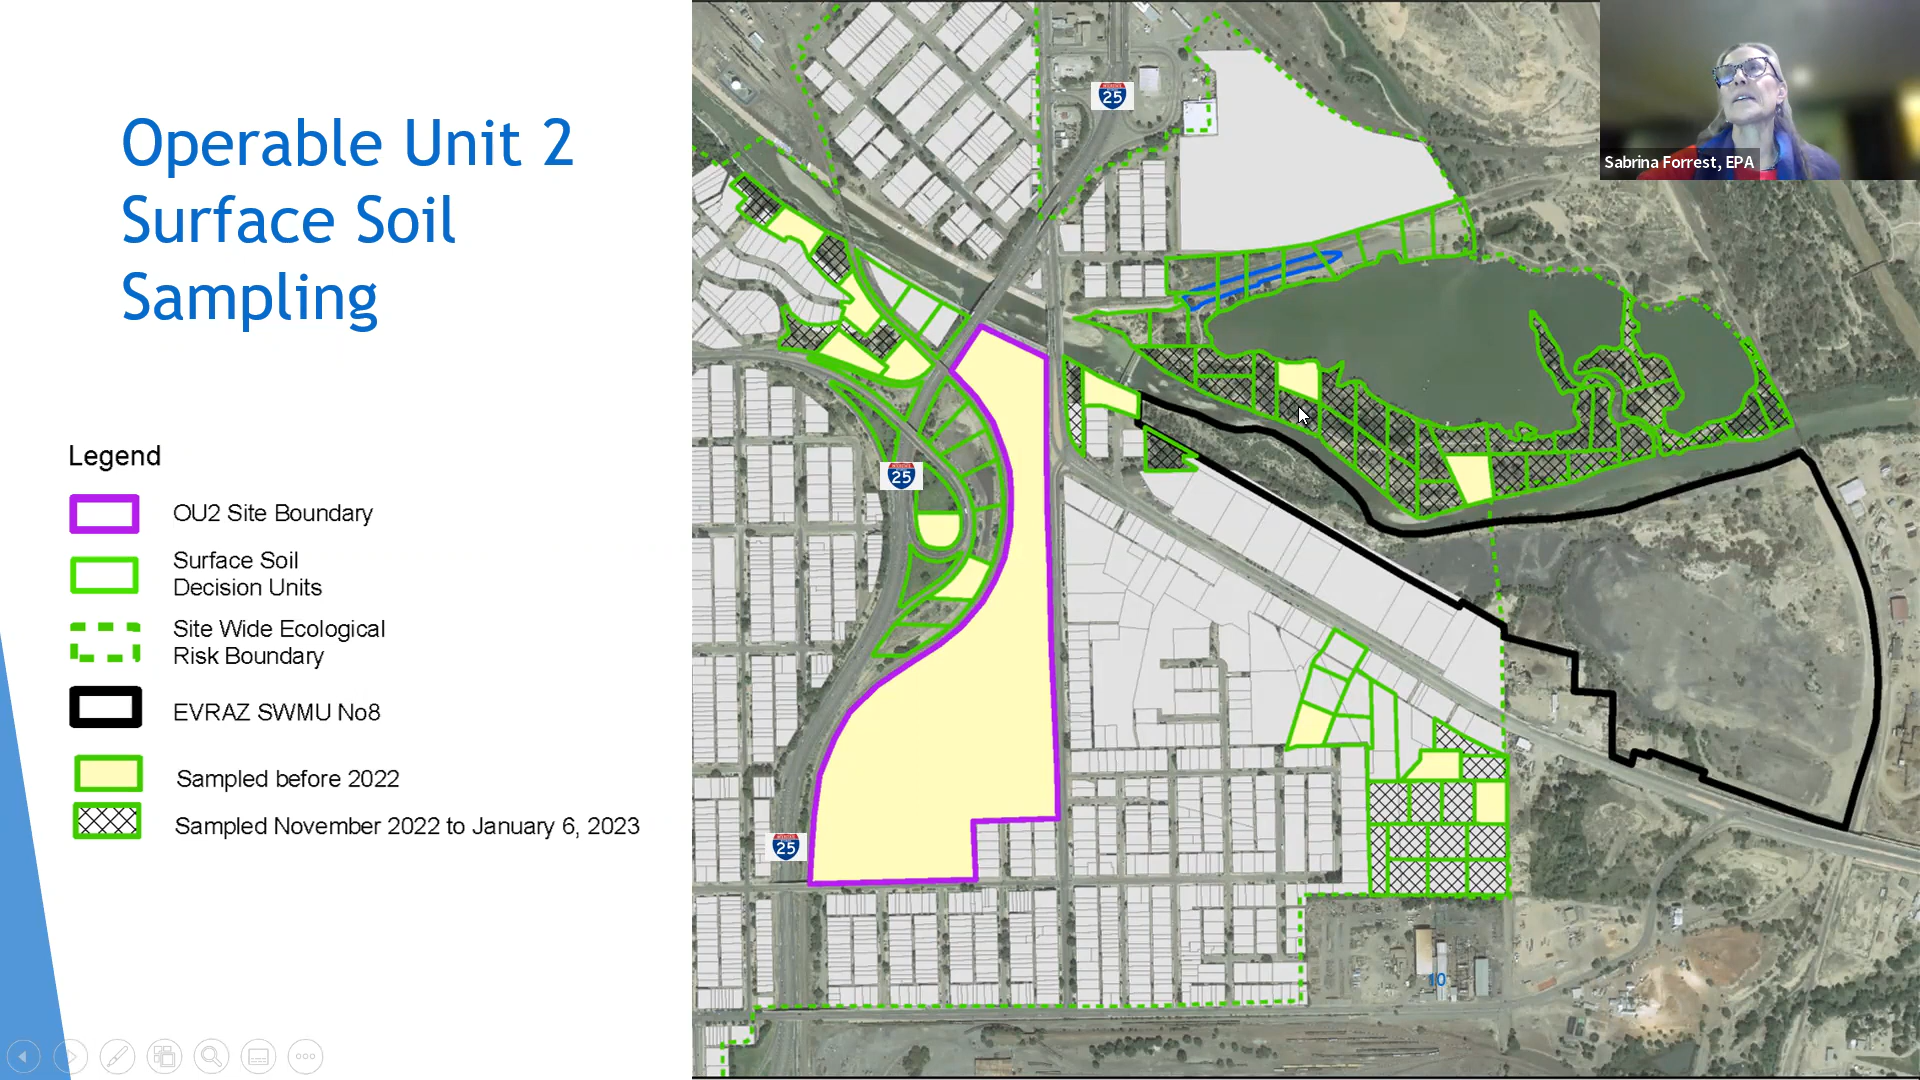 Operable Unit 2
Surface Soil
Sampling
Legend
OU2 Site Boundary
Surface Soil
Decision Units
Site Wide Ecological
Risk Boundary
EVRAZ SWMU No8
Sampled before 2022
Sampled November 2022 to January 6, 2023
25
25
25
10
Sabrina Forrest, EPA